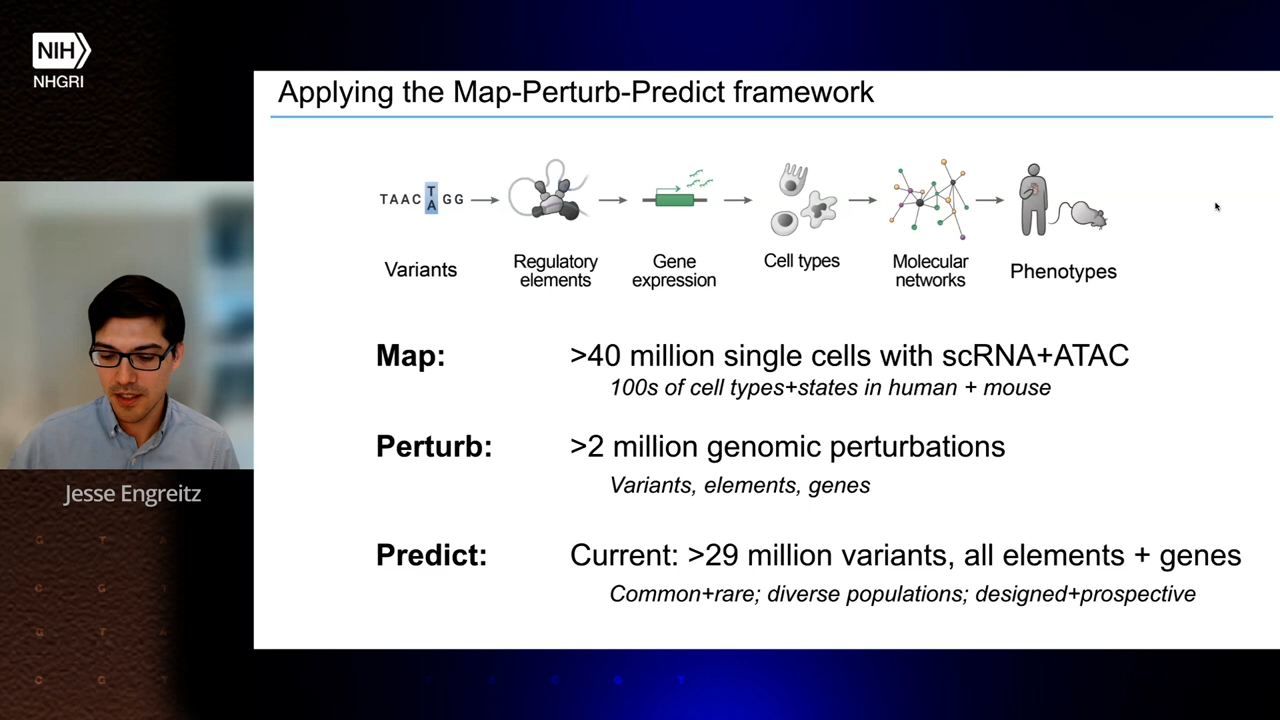 NIH
NHGRI
Applying the Map-Perturb-Predict framework
TAAC T GG
A
Variants
Regulatory elements
Gene expression
Cell types
Molecular networks
Phenotypes
Map: >40 million single cells with scRNA+ATAC
100s of cell types+states in human + mouse
Perturb: >2 million genomic perturbations
Variants, elements, genes
Predict: Current: >29 million variants, all elements + genes
Common+rare; diverse populations; designed+prospective
Jesse Engreitz